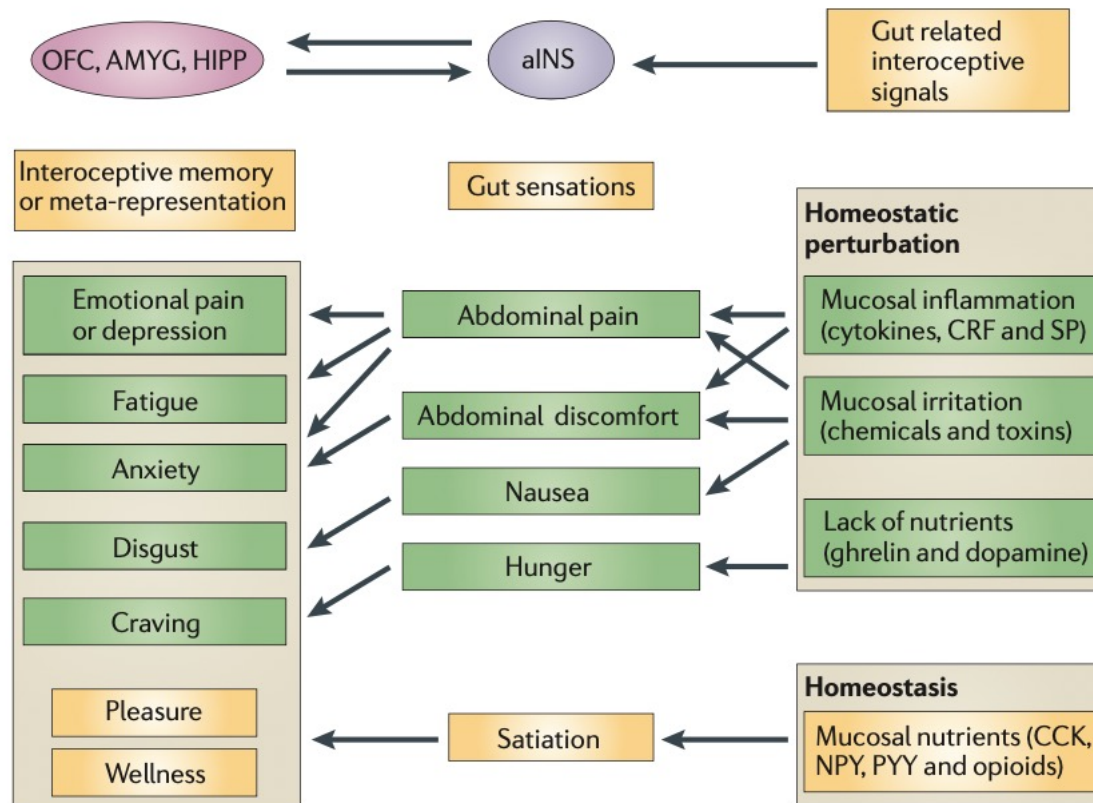 OFC, AMYG, HIPP
aINS
Gut related
interoceptive
signals
Interoceptive memory
or meta-representation
Gut sensations
Homeostatic
perturbation
Emotional pain
or depression
Fatigue
Anxiety
Disgust
Craving
Pleasure
Wellness
Abdominal pain
Abdominal discomfort
Nausea
Hunger
Satiation
Mucosal inflammation
(cytokines, CRF and SP)
Mucosal irritation
(chemicals and toxins)
Lack of nutrients
(ghrelin and dopamine)
Homeostasis
Mucosal nutrients (CCK,
NPY, PYY and opioids)